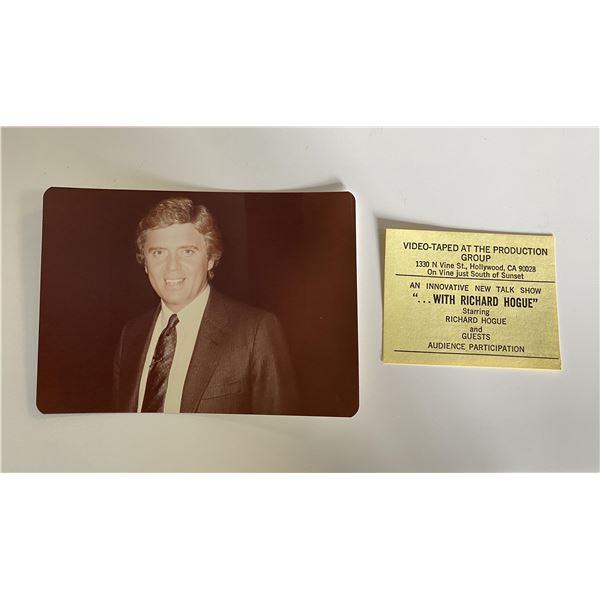 VIDEO-TAPED AT THE PRODUCTION
GROUP
1330 N Vine St., Hollywood, CA 90028
On Vine just South of Sunset
AN INNOVATIVE NEW TALK SHOW
"...WITH RICHARD HOGUE"
Starring
RICHARD HOGUE
and
GUESTS
AUDIENCE PARTICIPATION